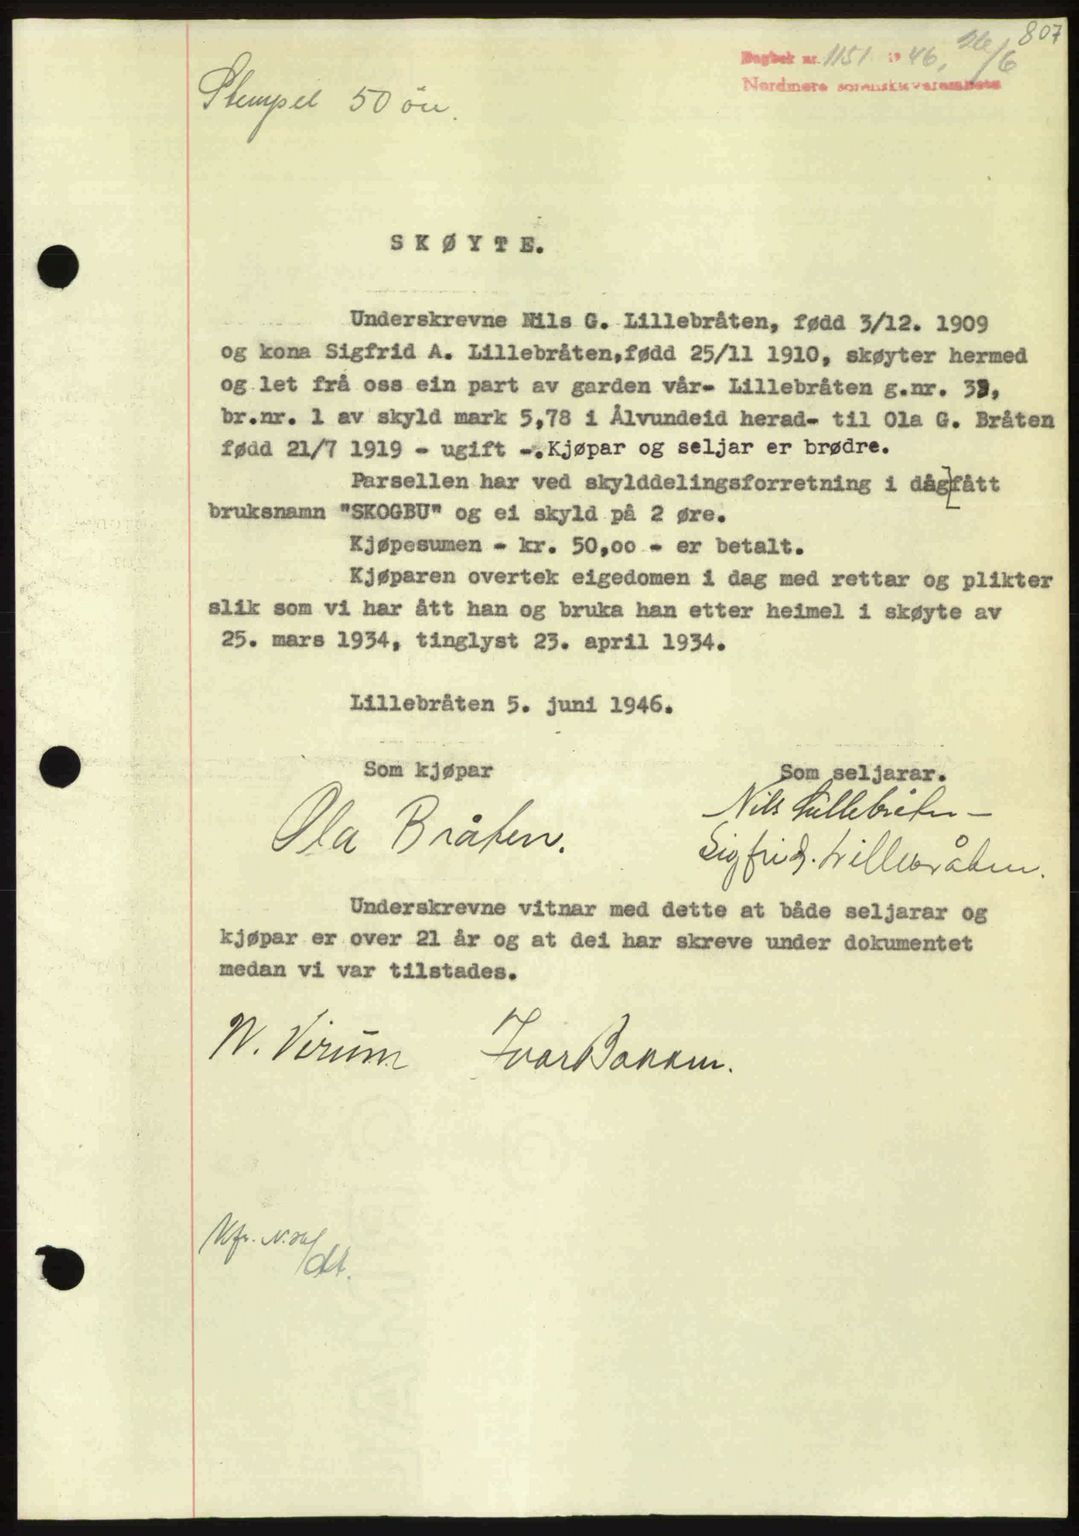 807
Dagbok nr. 1151 1946, 26/6
Nordmøre sorenskriverembete
Stempel 50 øre.
SKØYTE.
Underskrevne Nils G. Lillebråten, fødd 3/12. 1909
og kona Sigfrid A. Lillebråten,fødd 25/11 1910, skøyter hermed
og let frå oss ein part av garden vår- Lillebråten g.nr. 39,
br.nr. 1 av skyld mark 5,78 i Ålvundeid herad- til Ola G. Bråten
født 21/7 1919 - ugift -.Kjøpar og seljar er brødre.
Parsellen har ved skylddelingsforretning i dag fått
bruksnamn "SKOGBU" og ei skyld på 2 øre.
Kjøpesumen - kr. 50,oo - er betalt.
Kjøparen overtek eigedomen i dag med rettar og plikter
slik som vi har ått han og bruka han etter heimel i skøyte av
25. mars 1934, tinglyst 23. april 1934.
Lillebråten 5. juni 1946.
Som kjøpar Som seljarar.
Ola Bråten. Nils Lillebråten-
Sigfrid. Lillebråten.
Underskrevne vitnar med dette at både seljarar og
kjøpar er over 21 år og at dei har skreve under dokumentet
medan vi var tilstades.
N. Virum Ivar Bakken.